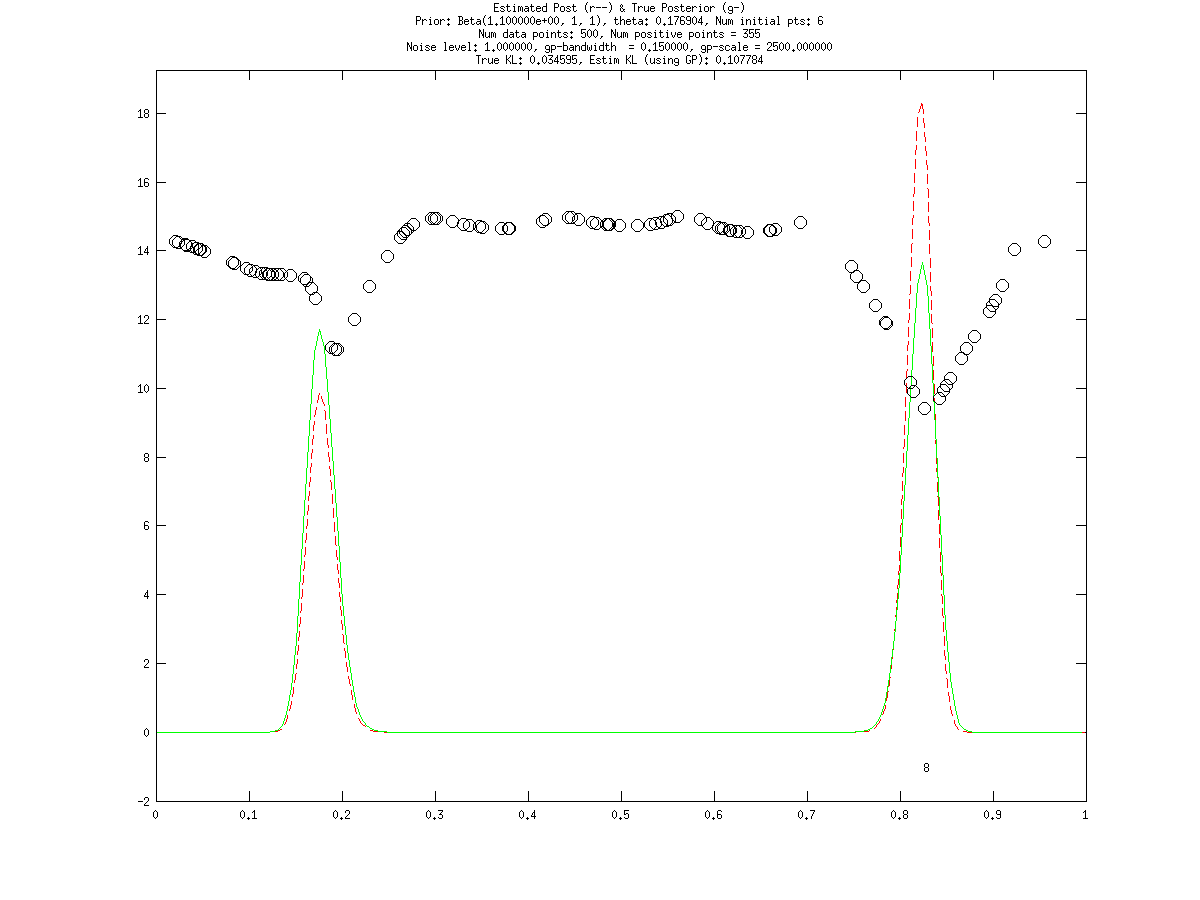 Estimated Post (r--) & True Posterior (g-)
Prior: Beta(1.100000e+00, 1, 1), theta: 0.176904, Num initial pts: 6
Num data points: 500, Num positive points = 355
Noise level: 1.000000, gp-bandwidth  = 0.150000, gp-scale = 2500.000000
True KL: 0.034595, Estim KL (using GP): 0.107784
18
16
14
12
10
8
6
4
2
0
8
-2
0 0.1 0.2 0.3 0.4 0.5 0.6 0.7 0.8 0.9 1